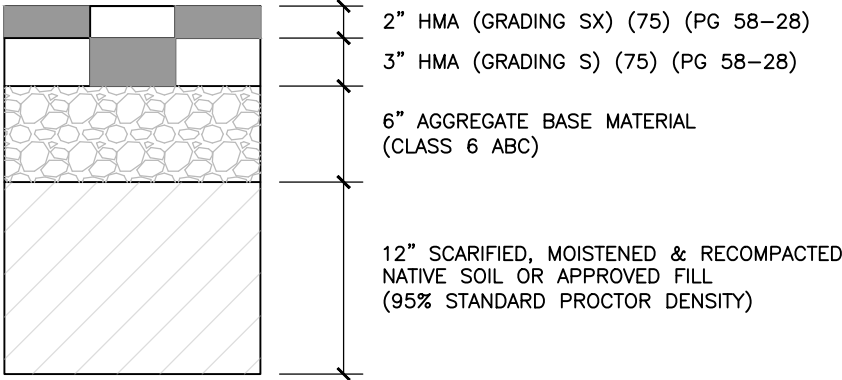 2” HMA (GRADING SX) (75) (PG 58–28)
3” HMA (GRADING S) (75) (PG 58–28)
6” AGGREGATE BASE MATERIAL
(CLASS 6 ABC)
12” SCARIFIED, MOISTENED & RECOMPACTED
NATIVE SOIL OR APPROVED FILL
(95% STANDARD PROCTOR DENSITY)